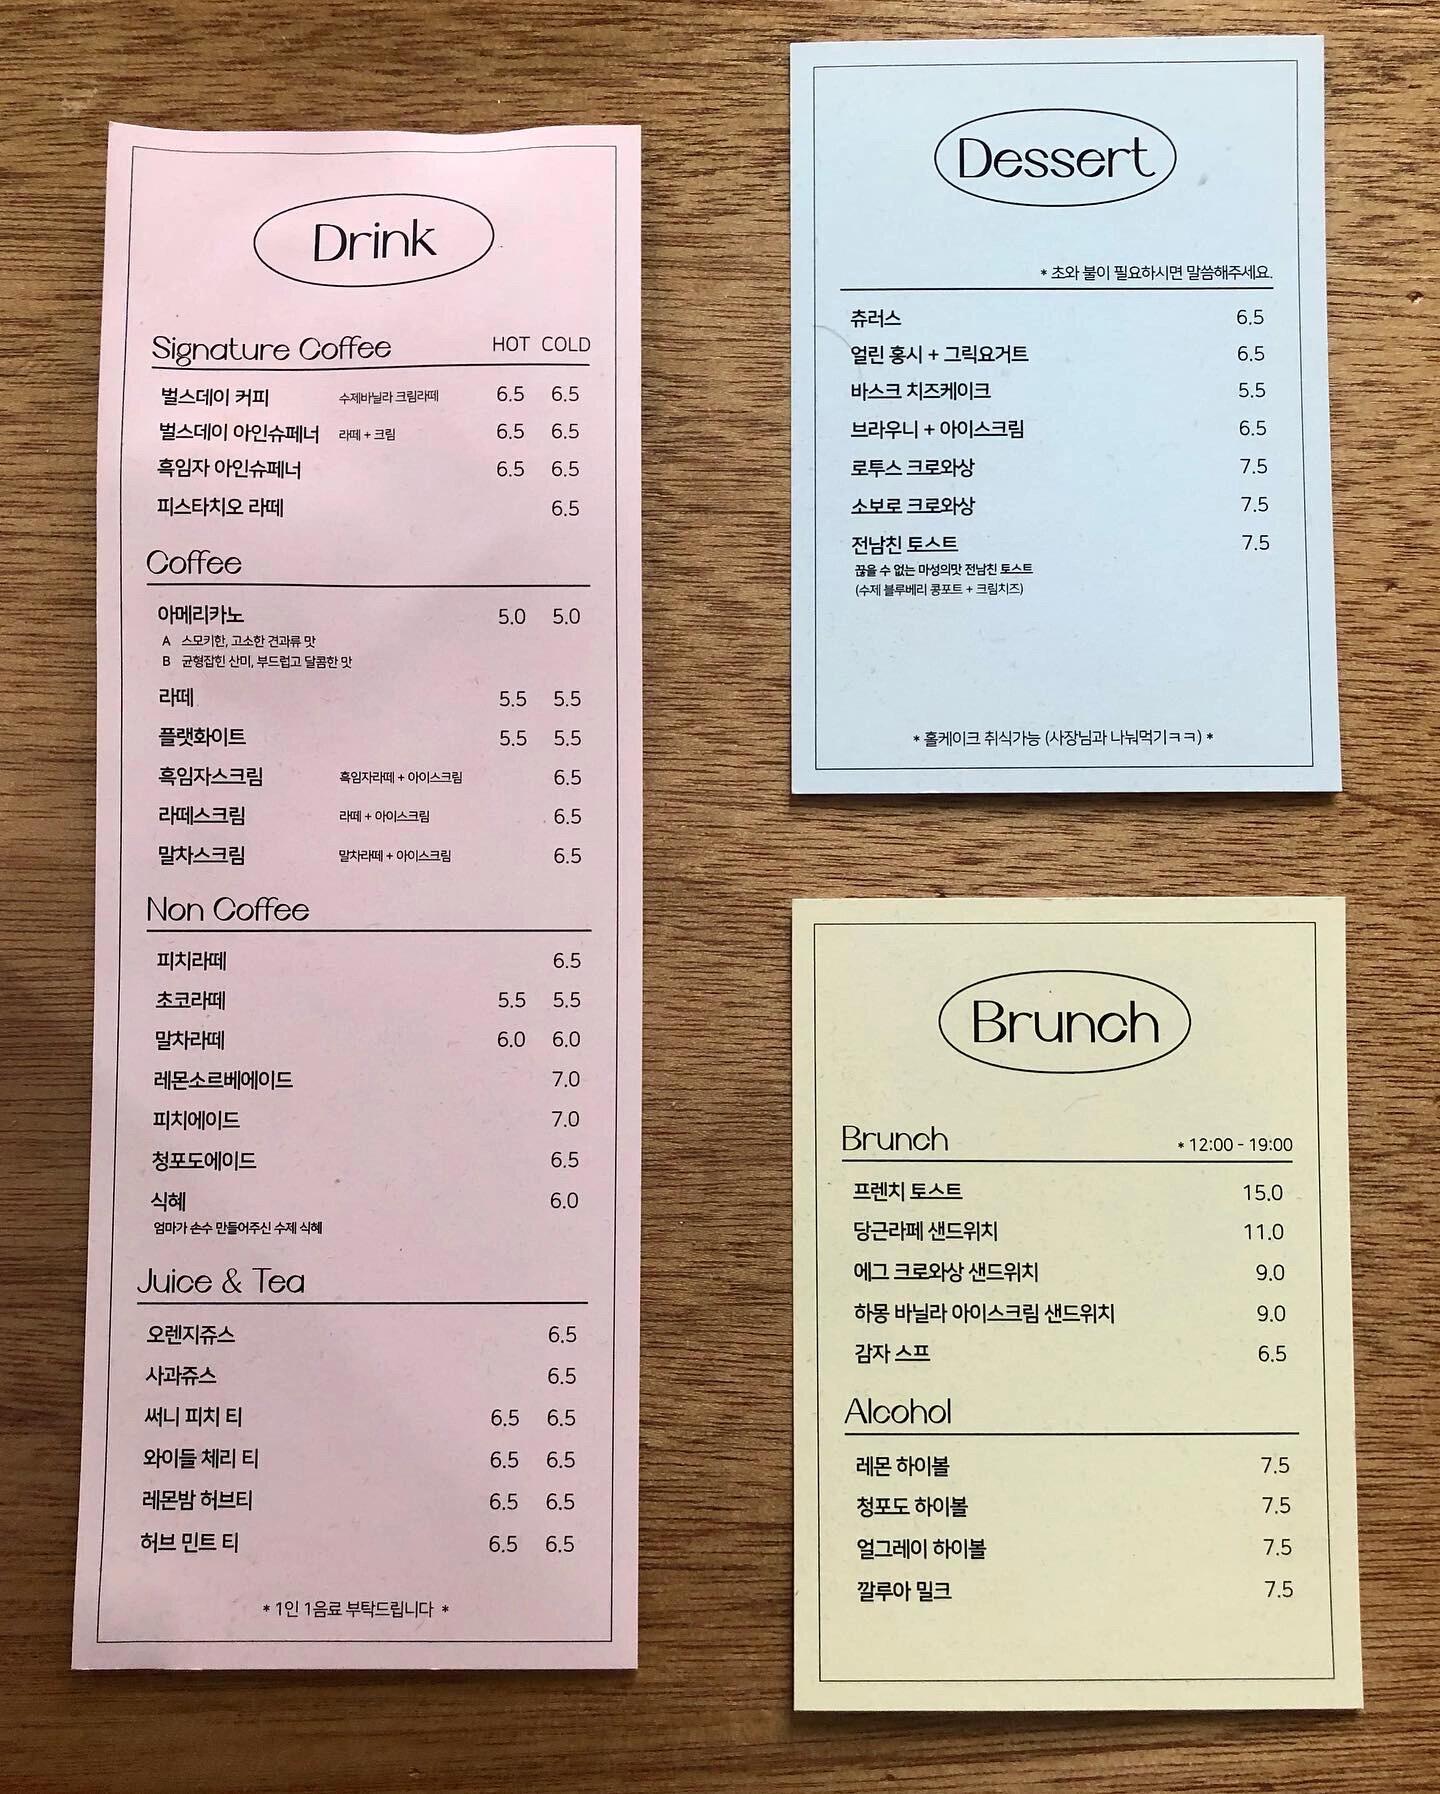 Drink
Signature Coffee HOT COLD
벌스데이 커피 수제바닐라 크림라떼 6.5 6.5
벌스데이 아인슈페너 라떼 + 크림 6.5 6.5
흑임자 아인슈페너 6.5 6.5
피스타치오 라떼 6.5
Coffee
아메리카노 5.0 5.0
A 스모키한, 고소한 견과류 맛
B 균형잡힌 산미, 부드럽고 달콤한 맛
라떼 5.5 5.5
플랫화이트 5.5 5.5
흑임자스크림 흑임자라떼 + 아이스크림 6.5
라떼스크림 라떼 + 아이스크림 6.5
말차스크림 말차라떼 + 아이스크림 6.5
Non Coffee
피치라떼 6.5
초코라떼 5.5 5.5
말차라떼 6.0 6.0
레몬소르베에이드 7.0
피치에이드 7.0
청포도에이드 6.5
식혜 6.0
엄마가 손수 만들어주신 수제 식혜
Juice & Tea
오렌지쥬스 6.5
사과쥬스 6.5
써니 피치 티 6.5 6.5
와이들 체리 티 6.5 6.5
레몬밤 허브티 6.5 6.5
허브 민트 티 6.5 6.5
* 1인 1음료 부탁드립니다 *
Dessert
* 초와 불이 필요하시면 말씀해주세요.
츄러스 6.5
얼린 홍시 + 그릭요거트 6.5
바스크 치즈케이크 5.5
브라우니 + 아이스크림 6.5
로투스 크로와상 7.5
소보로 크로와상 7.5
전남친 토스트 7.5
끊을 수 없는 마성의맛 전남친 토스트
(수제 블루베리 콩포트 + 크림치즈)
* 홀케이크 취식가능 (사장님과 나눠먹기ㅋㅋ) *
Brunch
Brunch * 12:00 - 19:00
프렌치 토스트 15.0
당근라페 샌드위치 11.0
에그 크로와상 샌드위치 9.0
하몽 바닐라 아이스크림 샌드위치 9.0
감자 스프 6.5
Alcohol
레몬 하이볼 7.5
청포도 하이볼 7.5
얼그레이 하이볼 7.5
깔루아 밀크 7.5